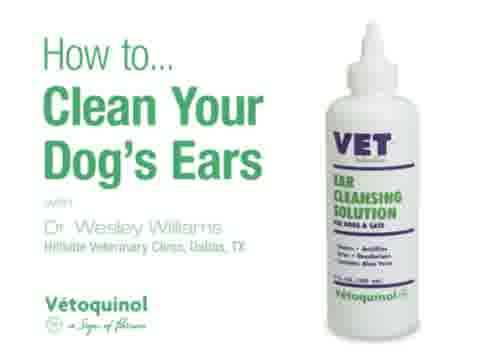 How to...
Clean Your
Dog's Ears
with
Dr. Wesley Williams
Hillside Veterinary Clinic, Dallas, TX
Vétoquinol
VET
EAR
CLEANSING
SOLUTION
FOR DOGS & CATS
Vétoquinol